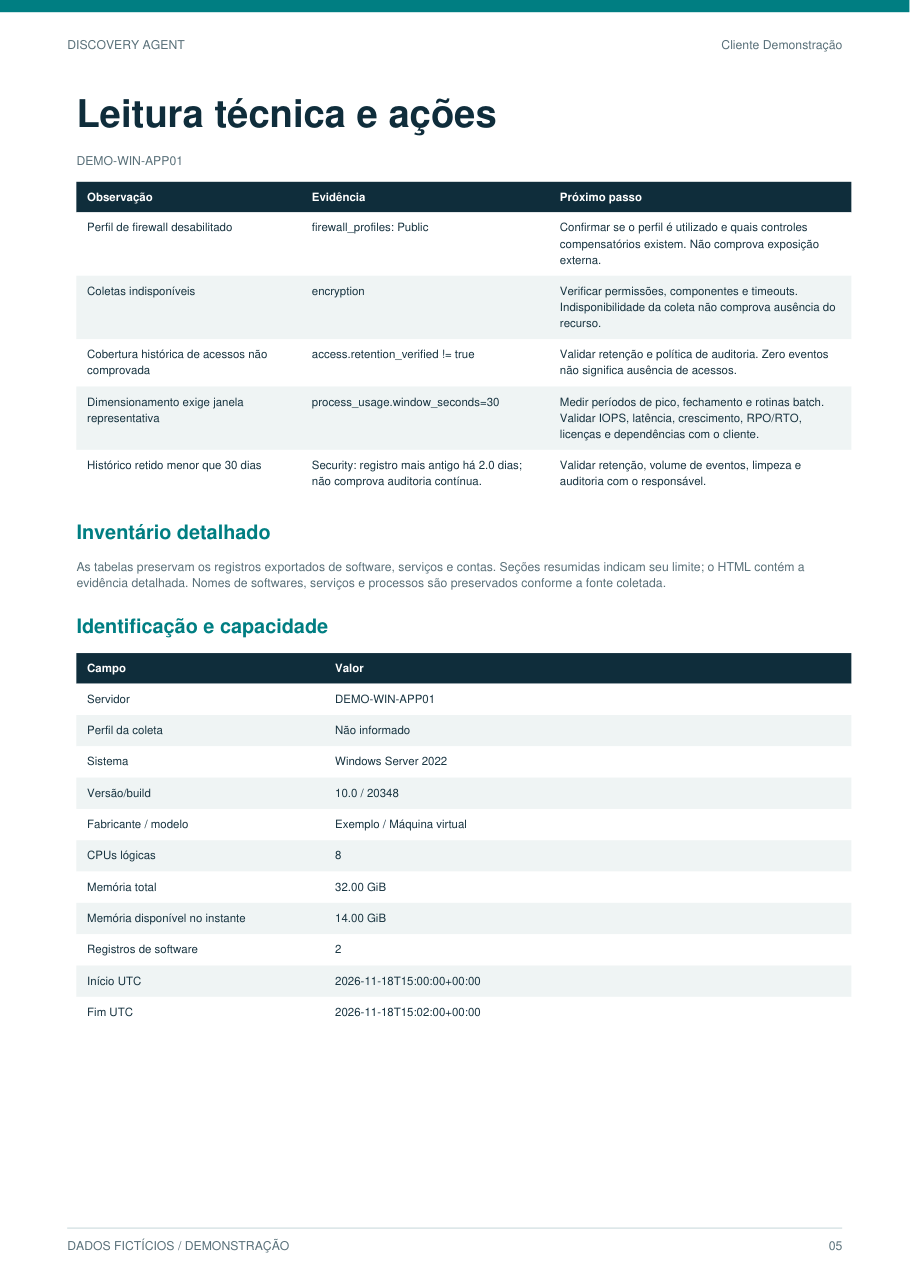 DISCOVERY AGENT
Cliente Demonstração
Leitura técnica e ações
DEMO-WIN-APP01
Observação Evidência Próximo passo
Perfil de firewall desabilitado firewall_profiles: Public Confirmar se o perfil é utilizado e quais controles
compensatórios existem. Não comprova exposição
externa.
Coletas indisponíveis encryption Verificar permissões, componentes e timeouts.
Indisponibilidade da coleta não comprova ausência do
recurso.
Cobertura histórica de acessos não access.retention_verified != true Validar retenção e política de auditoria. Zero eventos
comprovada não significa ausência de acessos.
Dimensionamento exige janela process_usage.window_seconds=30 Medir períodos de pico, fechamento e rotinas batch.
representativa Validar IOPS, latência, crescimento, RPO/RTO,
licenças e dependências com o cliente.
Histórico retido menor que 30 dias Security: registro mais antigo há 2.0 dias; Validar retenção, volume de eventos, limpeza e
não comprova auditoria contínua. auditoria com o responsável.
Inventário detalhado
As tabelas preservam os registros exportados de software, serviços e contas. Seções resumidas indicam seu limite; o HTML contém a
evidência detalhada. Nomes de softwares, serviços e processos são preservados conforme a fonte coletada.
Identificação e capacidade
Campo Valor
Servidor DEMO-WIN-APP01
Perfil da coleta Não informado
Sistema Windows Server 2022
Versão/build 10.0 / 20348
Fabricante / modelo Exemplo / Máquina virtual
CPUs lógicas 8
Memória total 32.00 GiB
Memória disponível no instante 14.00 GiB
Registros de software 2
Início UTC 2026-11-18T15:00:00+00:00
Fim UTC 2026-11-18T15:02:00+00:00
DADOS FICTÍCIOS / DEMONSTRAÇÃO
05